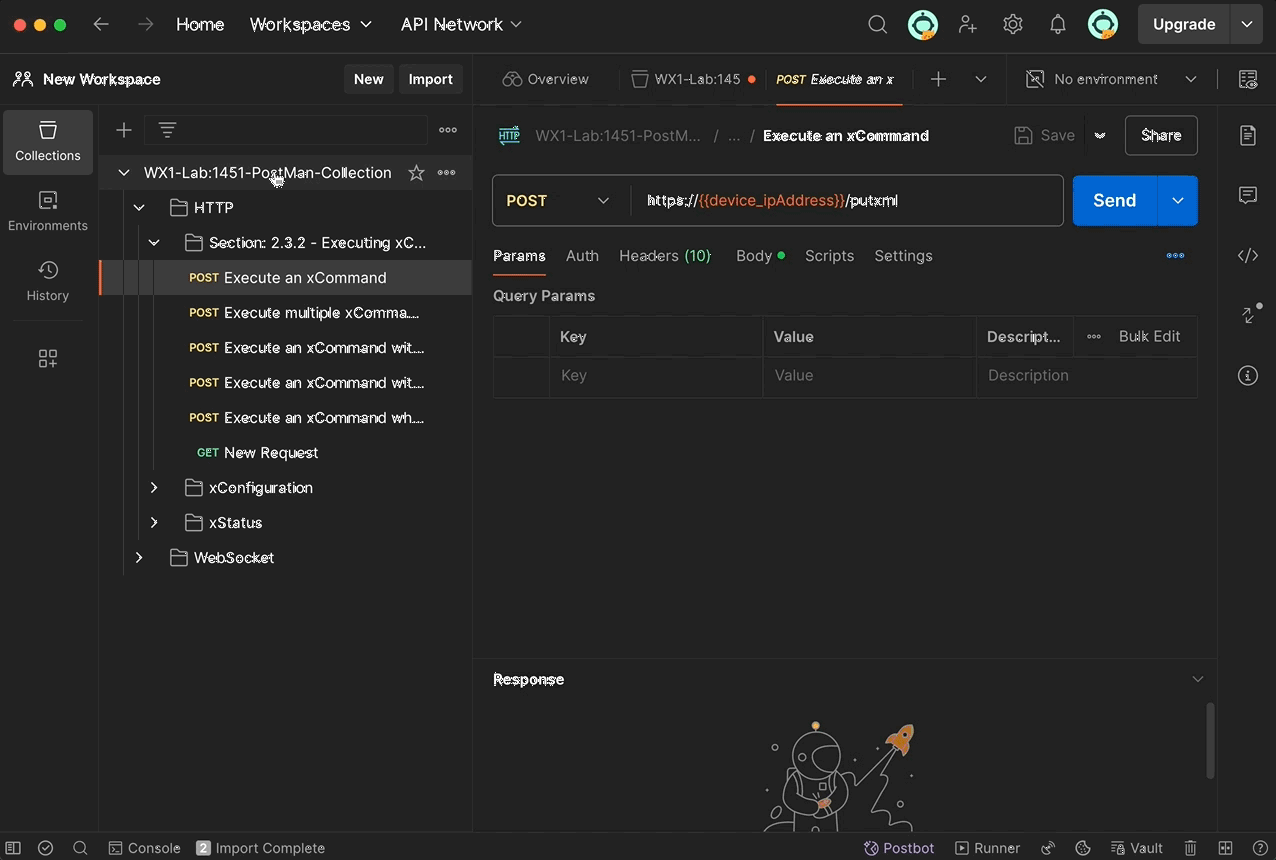 Home Workspaces API Network Upgrade
New Workspace New Import
Overview WX1-Lab:145 POST Execute an x No environment
Collections
Environments
History
WX1-Lab:1451-PostMan-Collection
HTTP
Section: 2.3.2 - Executing xC...
POST Execute an xCommand
POST Execute multiple xComma...
POST Execute an xCommand wit...
POST Execute an xCommand wit...
POST Execute an xCommand wh...
GET New Request
xConfiguration
xStatus
WebSocket
HTTP WX1-Lab:1451-PostM... / ... / Execute an xCommand Save Share
POST https://{{device_ipAddress}}/putxml Send
Params Auth Headers (10) Body Scripts Settings
Query Params
Key Value Descript... Bulk Edit
Key Value Description
Response
Console 2 Import Complete Postbot Runner Vault